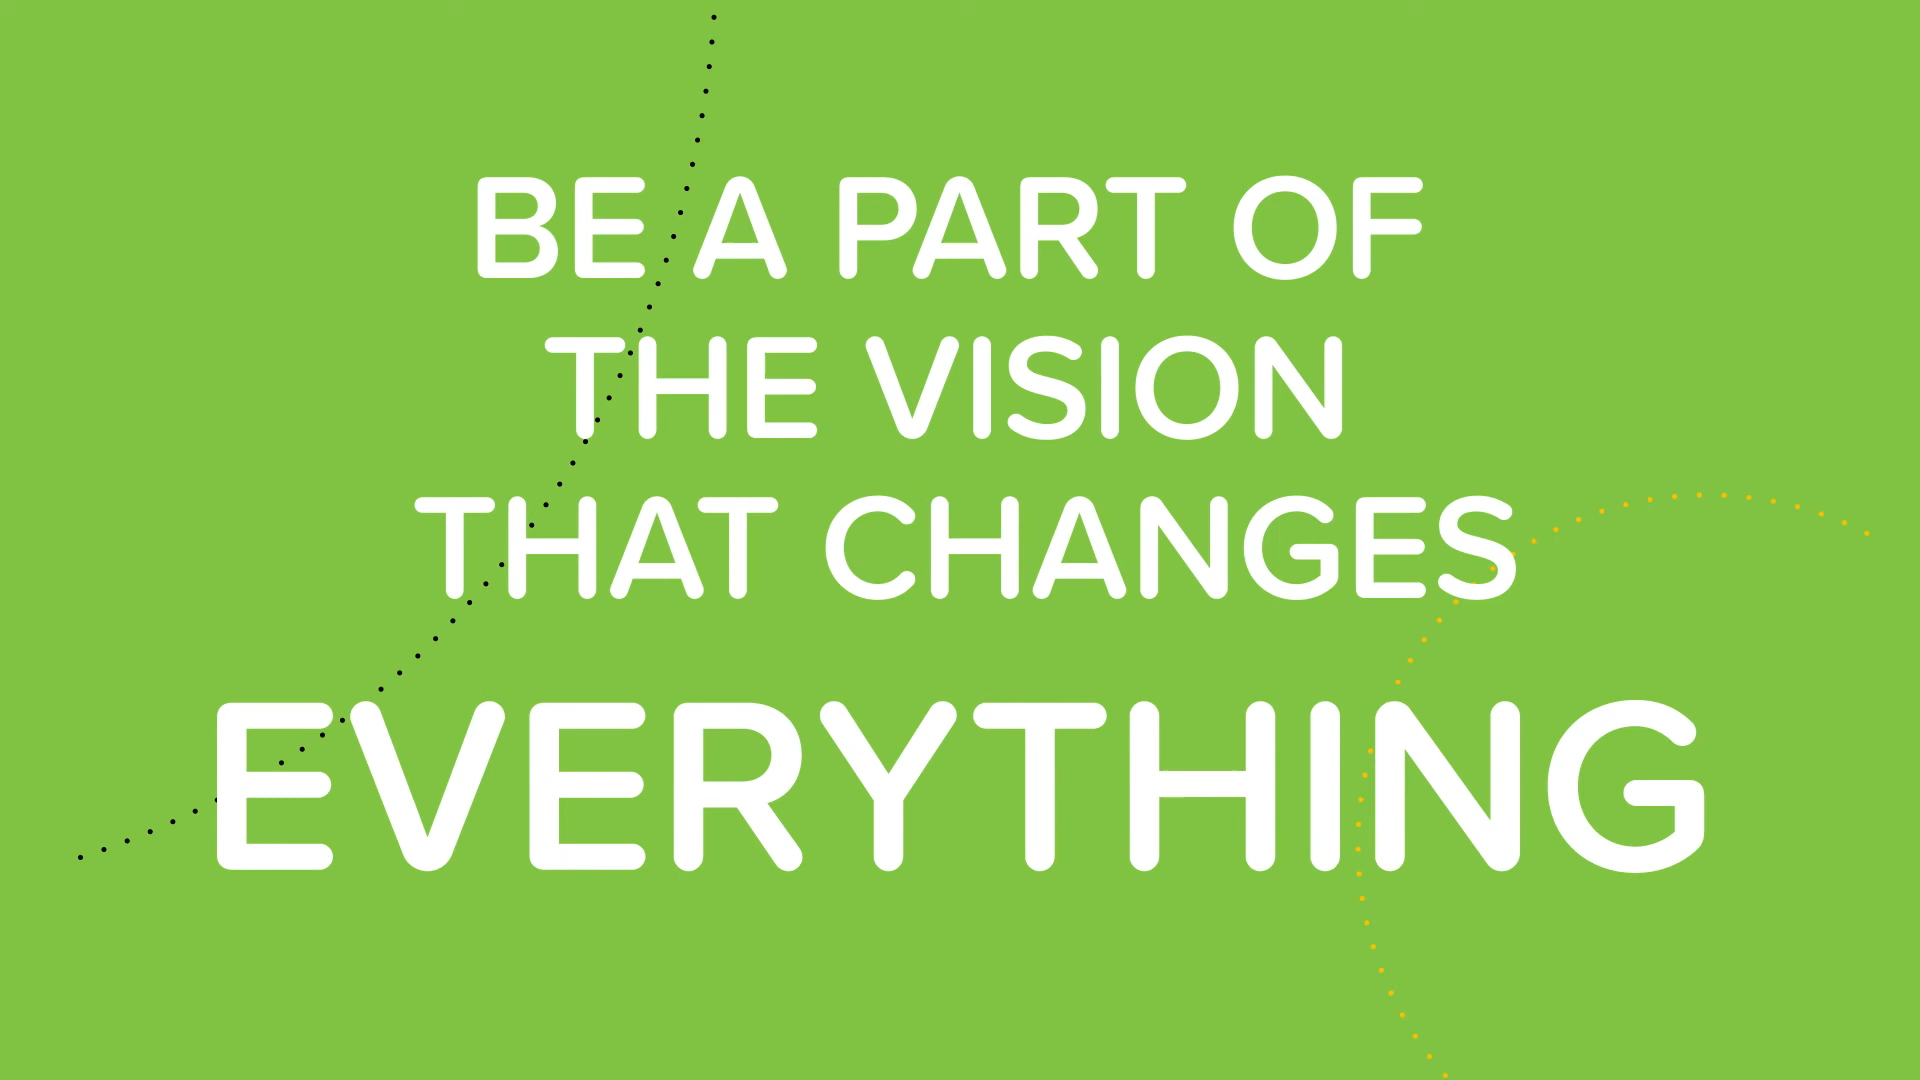 BE A PART OF
THE VISION
THAT CHANGES
EVERYTHING